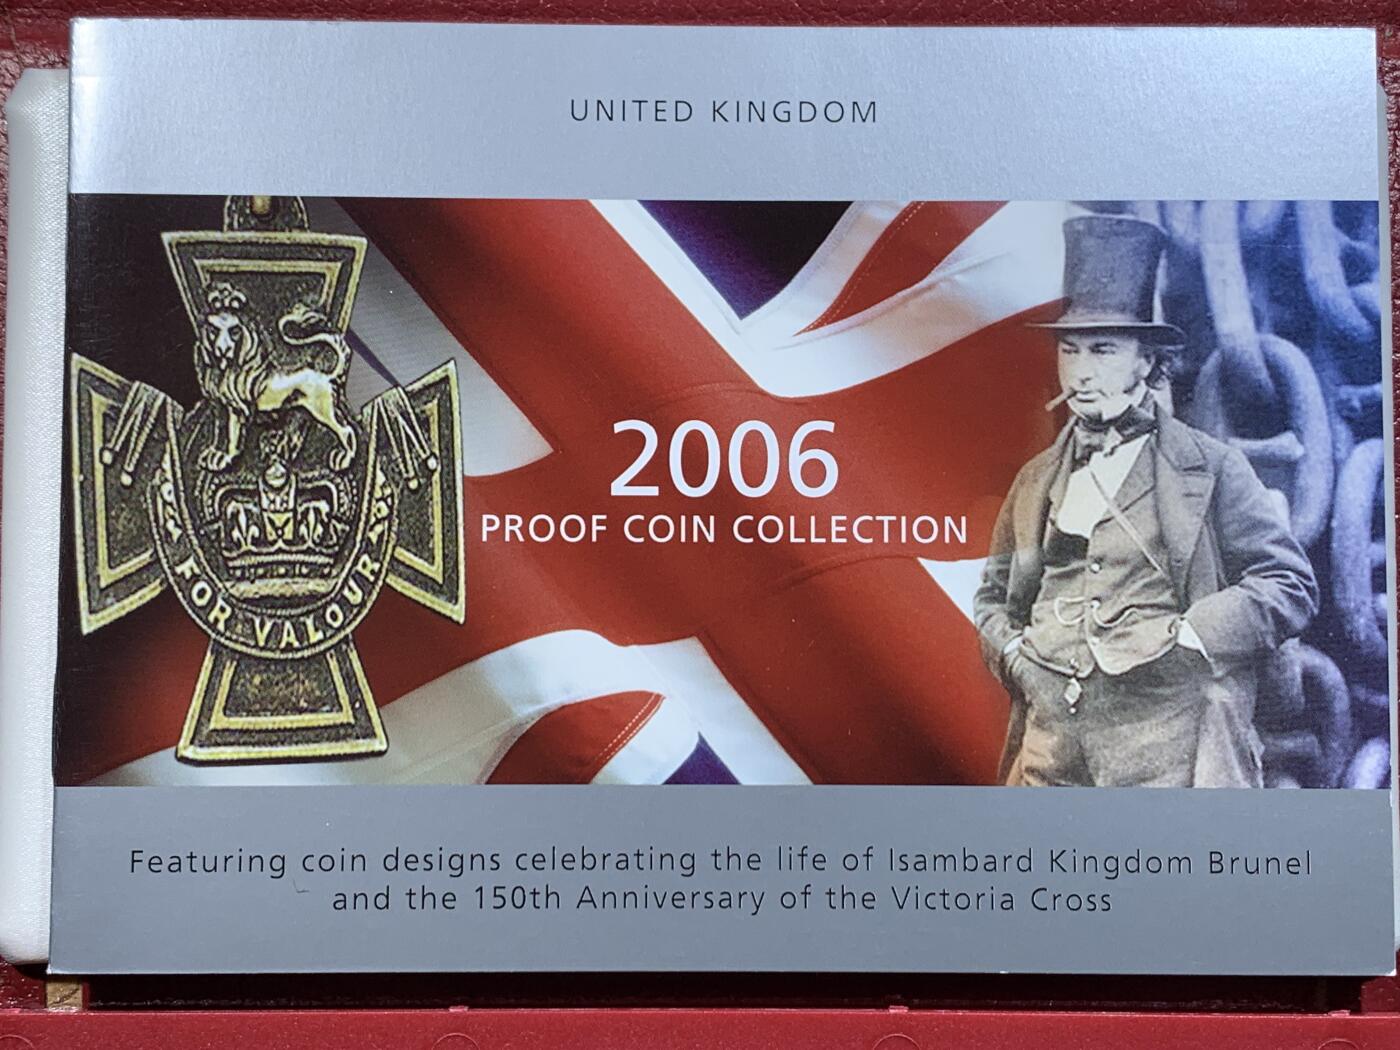 UNITED KINGDOM
2006
PROOF COIN COLLECTION
FOR VALOUR
Featuring coin designs celebrating the life of Isambard Kingdom Brunel
and the 150th Anniversary of the Victoria Cross